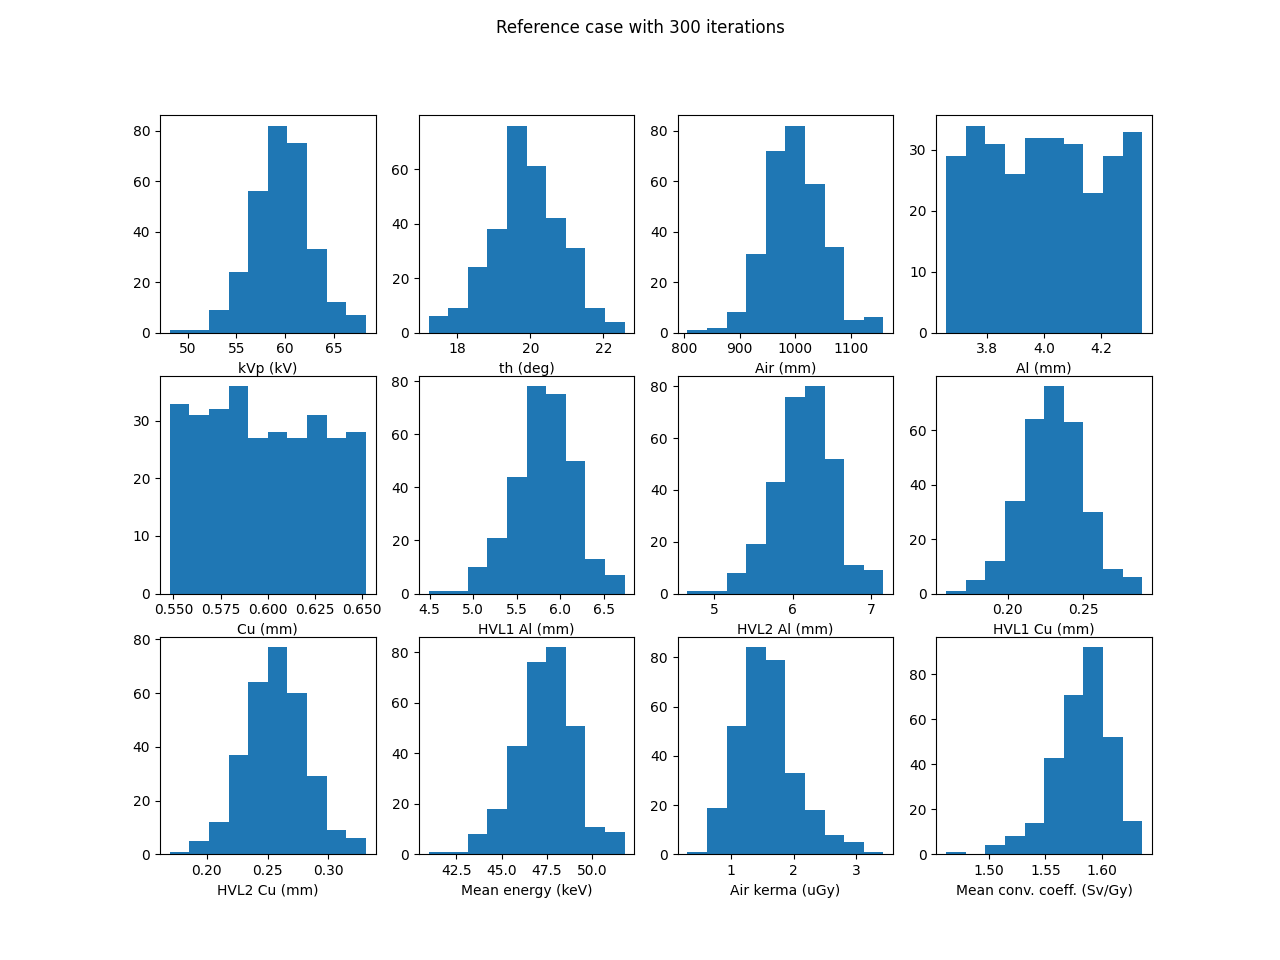 Reference case with 300 iterations
80
60
40
20
0
50 55 60 65
kVp (kV)
60
40
20
0
18 20 22
th (deg)
80
60
40
20
0
800 900 1000 1100
Air (mm)
30
20
10
0
3.8 4.0 4.2
Al (mm)
30
20
10
0
0.550 0.575 0.600 0.625 0.650
Cu (mm)
80
60
40
20
0
4.5 5.0 5.5 6.0 6.5
HVL1 Al (mm)
80
60
40
20
0
5 6 7
HVL2 Al (mm)
60
40
20
0
0.20 0.25
HVL1 Cu (mm)
80
60
40
20
0
0.20 0.25 0.30
HVL2 Cu (mm)
80
60
40
20
0
42.5 45.0 47.5 50.0
Mean energy (keV)
80
60
40
20
0
1 2 3
Air kerma (uGy)
80
60
40
20
0
1.50 1.55 1.60
Mean conv. coeff. (Sv/Gy)